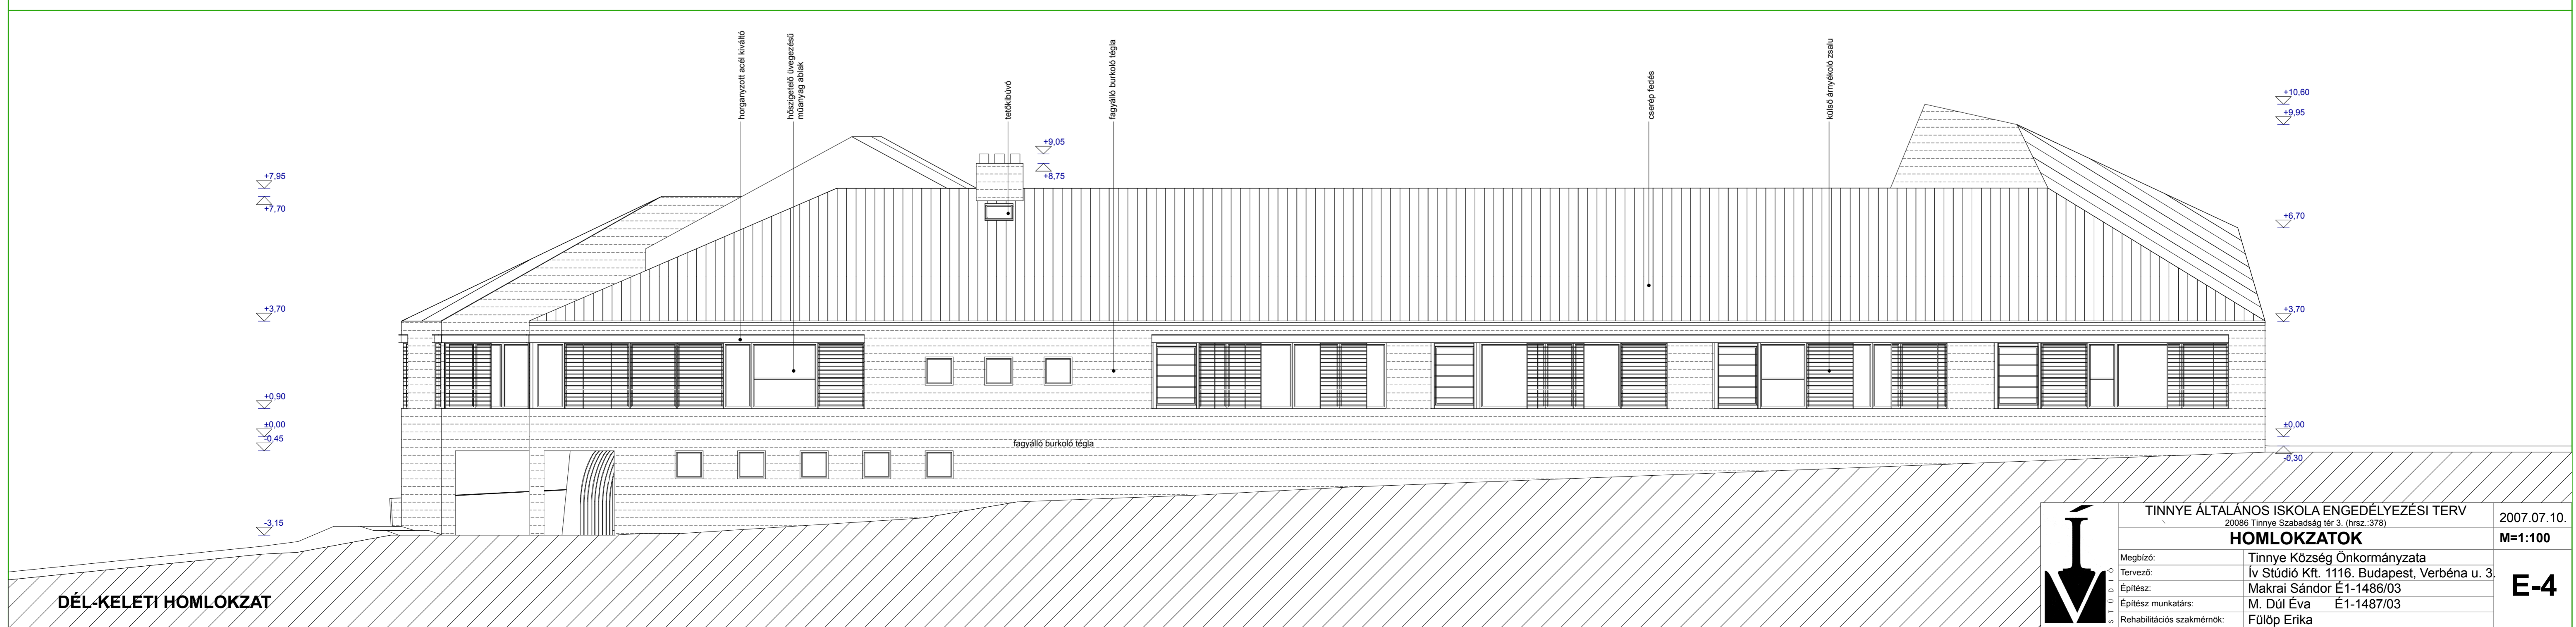 horganyzott acél kiváltó
hőszigetelő üvegezésű
műanyag ablak
tetőkibúvó
fagyálló burkoló tégla
cserép fedés
külső árnyékoló zsalu
+10,60
+9,95
+9,05
+8,75
+7,95
+7,70
+6,70
+3,70
+3,70
+0,90
±0,00
-0.45
±0,00
-0,30
fagyálló burkoló tégla
-3,15
DÉL-KELETI HOMLOKZAT
TINNYE ÁLTALÁNOS ISKOLA ENGEDÉLYEZÉSI TERV
20086 Tinnye Szabadság tér 3. (hrsz.:378)
2007.07.10.
HOMLOKZATOK
M=1:100
Megbízó: Tinnye Község Önkormányzata
Tervező: Ív Stúdió Kft. 1116. Budapest, Verbéna u. 3.
Építész: Makrai Sándor É1-1486/03
Építész munkatárs: M. Dúl Éva É1-1487/03
Rehabilitációs szakmérnök: Fülöp Erika
E-4
ÍV
STÚDIÓ